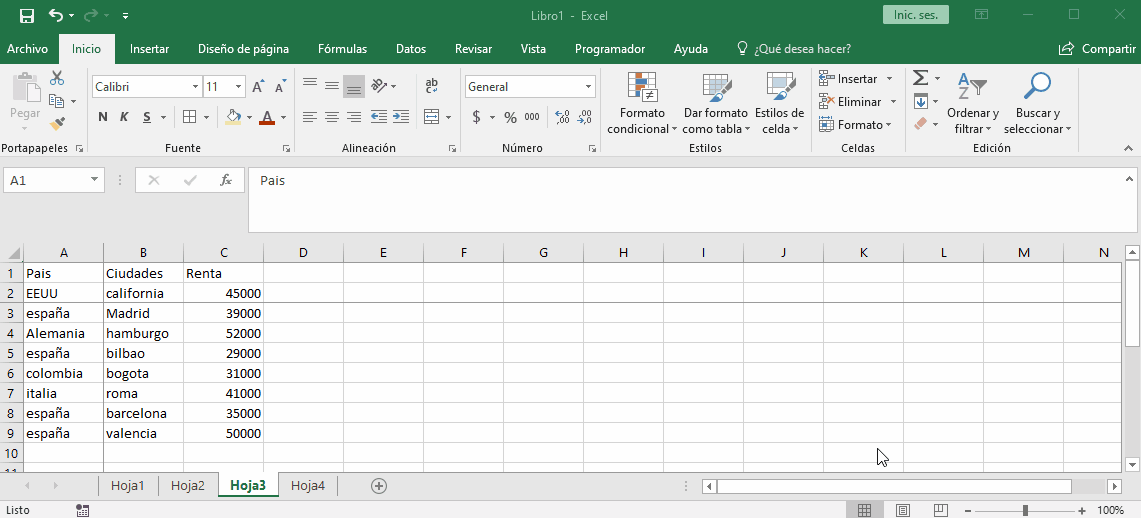 Libro1 - Excel
Inic. ses.
Archivo Inicio Insertar Diseño de página Fórmulas Datos Revisar Vista Programador Ayuda ¿Qué desea hacer? Compartir
Pegar
Calibri 11
N K S
ab
General
$ % 000
Formato condicional
Dar formato como tabla
Estilos de celda
Insertar
Eliminar
Formato
Ordenar y filtrar
Buscar y seleccionar
Portapapeles Fuente Alineación Número Estilos Celdas Edición
A1 fx Pais
A B C D E F G H I J K L M N
1 Pais Ciudades Renta
2 EEUU california 45000
3 españa Madrid 39000
4 Alemania hamburgo 52000
5 españa bilbao 29000
6 colombia bogota 31000
7 italia roma 41000
8 españa barcelona 35000
9 españa valencia 50000
10
11
Hoja1 Hoja2 Hoja3 Hoja4
Listo 100%